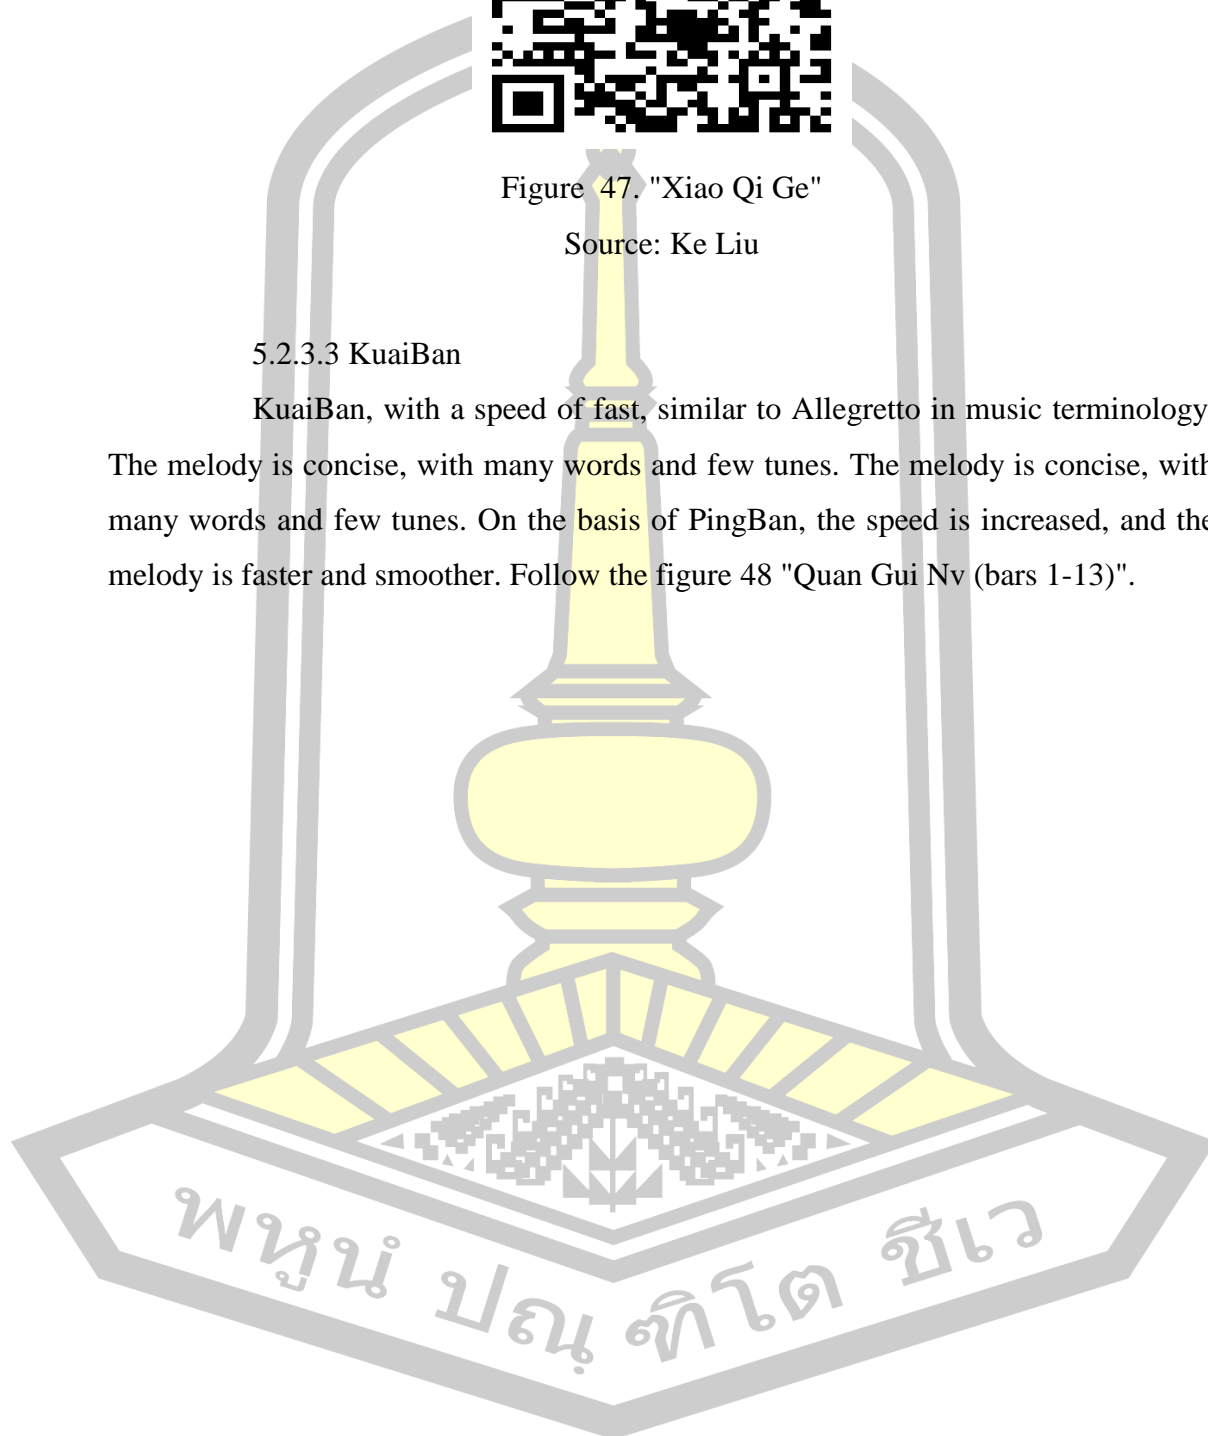 Figure 47. "Xiao Qi Ge"
Source: Ke Liu
5.2.3.3 KuaiBan
KuaiBan, with a speed of fast, similar to Allegretto in music terminology
The melody is concise, with many words and few tunes. The melody is concise, with
many words and few tunes. On the basis of PingBan, the speed is increased, and the
melody is faster and smoother. Follow the figure 48 "Quan Gui Nv (bars 1-13)".
พหูนํ ปณฺฑิโต ชีเว